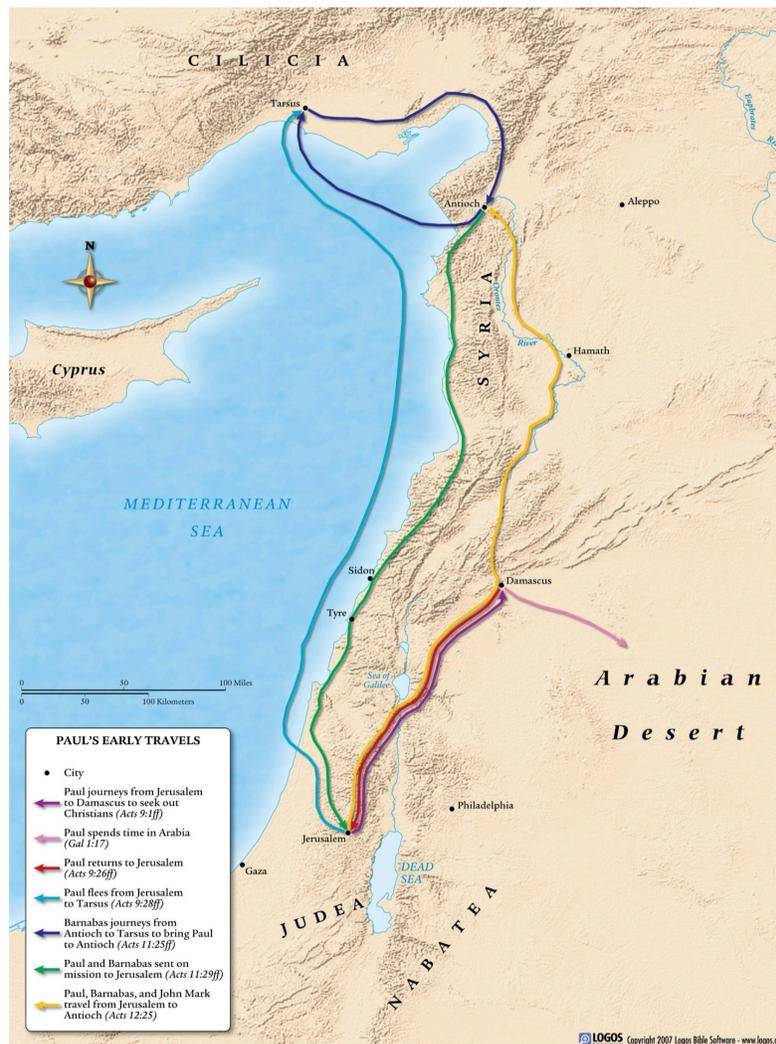 CILICIA
Tarsus
Euphrates
Antioch
Aleppo
N
SYRIA
Orontes
River
Hamath
Cyprus
MEDITERRANEAN
SEA
Sidon
Damascus
Tyre
Sea of
Galilee
Arabian
Desert
0 50 100 Miles
0 50 100 Kilometers
PAUL'S EARLY TRAVELS
City
Paul journeys from Jerusalem
to Damascus to seek out
Christians (Acts 9:1ff)
Paul spends time in Arabia
(Gal 1:17)
Paul returns to Jerusalem
(Acts 9:26ff)
Paul flees from Jerusalem
to Tarsus (Acts 9:28ff)
Barnabas journeys from
Antioch to Tarsus to bring Paul
to Antioch (Acts 11:25ff)
Paul and Barnabas sent on
mission to Jerusalem (Acts 11:29ff)
Paul, Barnabas, and John Mark
travel from Jerusalem to
Antioch (Acts 12:25)
Philadelphia
Jerusalem
Gaza
DEAD
SEA
JUDEA
NABATEA
LOGOS Copyright 2007 Logos Bible Software - www.logos.c